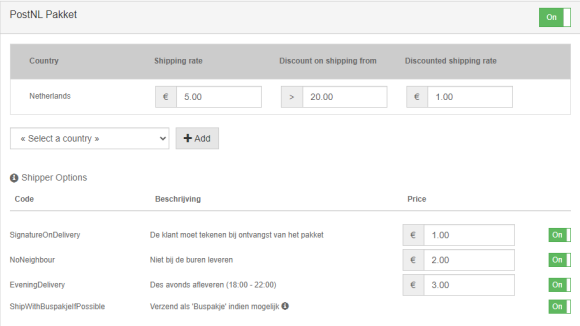 PostNL Pakket On
Country Shipping rate Discount on shipping from Discounted shipping rate
Netherlands € 5.00 > 20.00 € 1.00
« Select a country » + Add
Shipper Options
Code Beschrijving Price
SignatureOnDelivery De klant moet tekenen bij ontvangst van het pakket € 1.00 On
NoNeighbour Niet bij de buren leveren € 2.00 On
EveningDelivery Des avonds afleveren (18:00 - 22:00) € 3.00 On
ShipWithBuspakjeIfPossible Verzend als 'Buspakje' indien mogelijk On